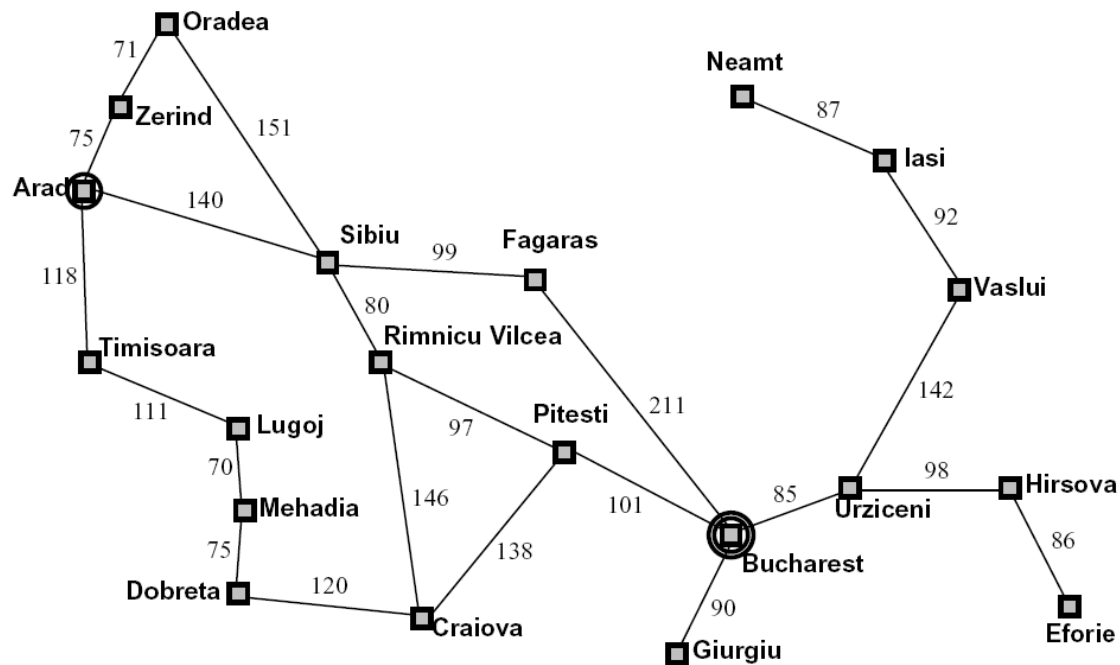 Oradea
71
Neamt
Zerind
87
75
151
Iasi
Arad
140
92
Sibiu
Fagaras
99
118
Vaslui
80
Timisoara
Rimnicu Vilcea
142
111
Lugoj
Pitesti
211
97
70
98
Hirsova
Mehadia
146
101
85
Urziceni
75
138
86
Bucharest
Dobreta
120
90
Craiova
Eforie
Giurgiu